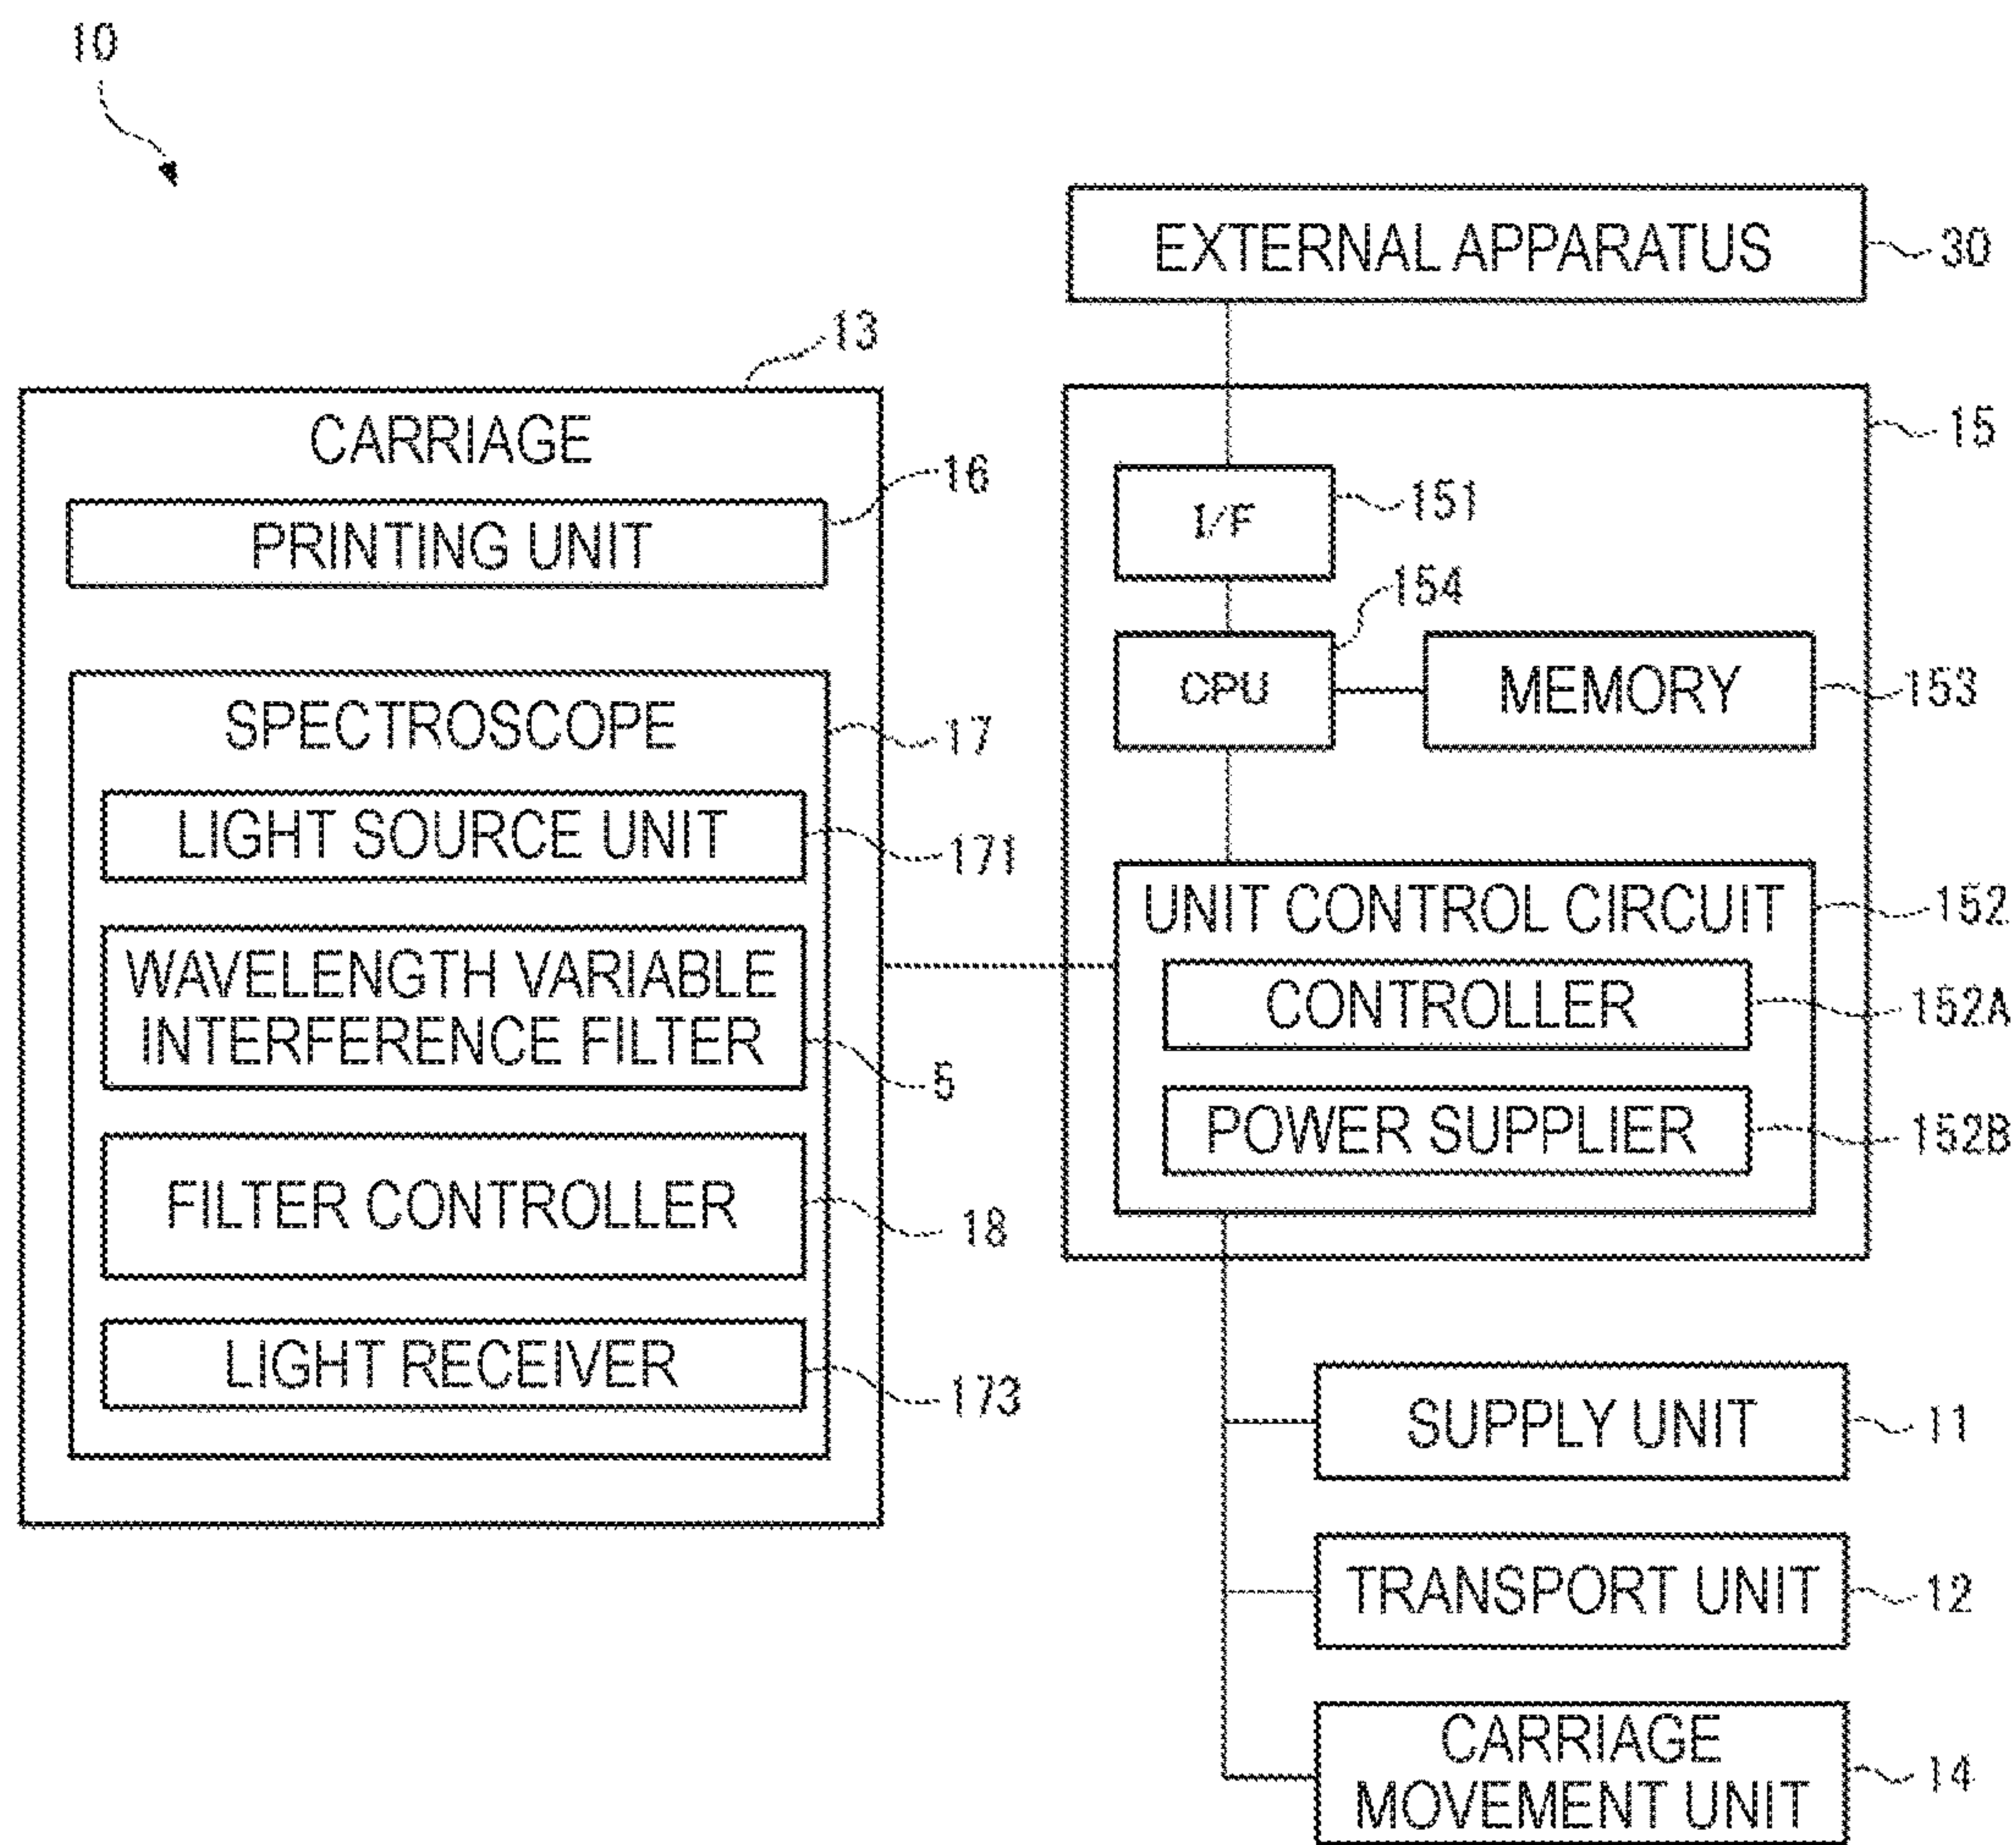 10
EXTERNAL APPARATUS
30
13
CARRIAGE
PRINTING UNIT
16
SPECTROSCOPE
17
LIGHT SOURCE UNIT
171
WAVELENGTH VARIABLE
INTERFERENCE FILTER
5
FILTER CONTROLLER
18
LIGHT RECEIVER
173
15
I/F
151
CPU
154
MEMORY
153
UNIT CONTROL CIRCUIT
152
CONTROLLER
152A
POWER SUPPLIER
152B
SUPPLY UNIT
11
TRANSPORT UNIT
12
CARRIAGE
MOVEMENT UNIT
14